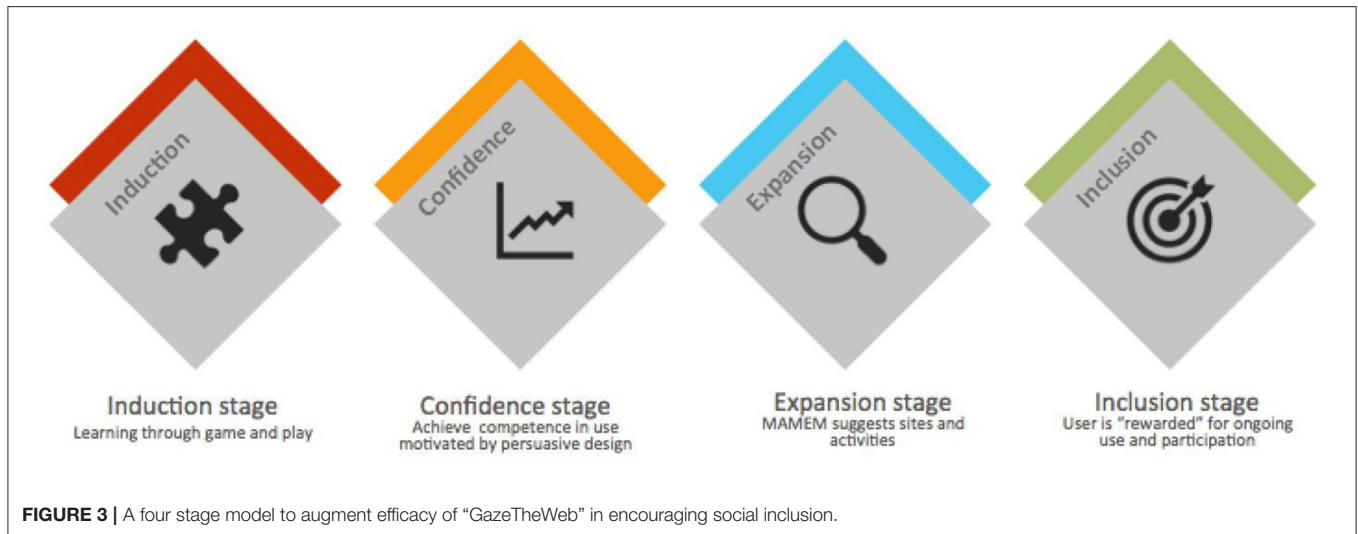 Induction
Confidence
Expansion
Inclusion
Induction stage
Learning through game and play
Confidence stage
Achieve competence in use
motivated by persuasive design
Expansion stage
MAMEM suggests sites and
activities
Inclusion stage
User is "rewarded" for ongoing
use and participation
FIGURE 3 | A four stage model to augment efficacy of “GazeTheWeb” in encouraging social inclusion.